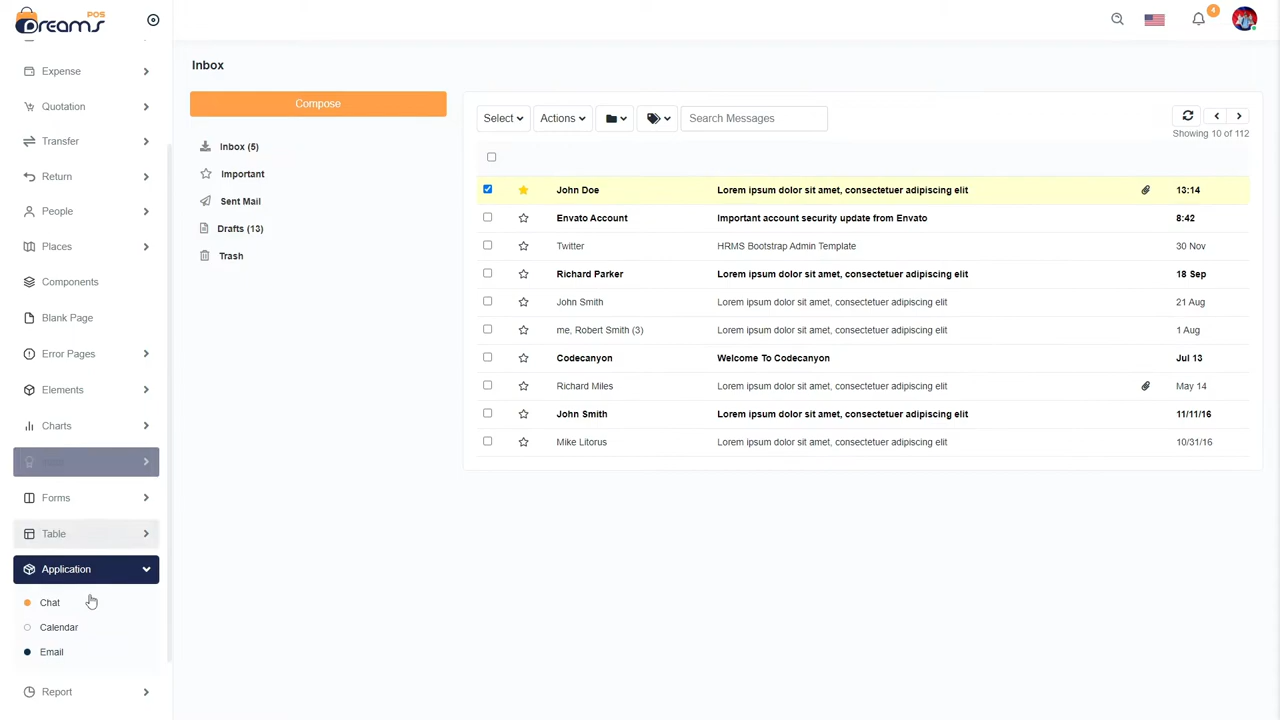 Dreams POS
4
Expense
Quotation
Transfer
Return
People
Places
Components
Blank Page
Error Pages
Elements
Charts
Forms
Table
Application
Chat
Calendar
Email
Report
Inbox
Compose
Inbox (5)
Important
Sent Mail
Drafts (13)
Trash
Select Actions Search Messages
Showing 10 of 112
John Doe Lorem ipsum dolor sit amet, consectetuer adipiscing elit 13:14
Envato Account Important account security update from Envato 8:42
Twitter HRMS Bootstrap Admin Template 30 Nov
Richard Parker Lorem ipsum dolor sit amet, consectetuer adipiscing elit 18 Sep
John Smith Lorem ipsum dolor sit amet, consectetuer adipiscing elit 21 Aug
me, Robert Smith (3) Lorem ipsum dolor sit amet, consectetuer adipiscing elit 1 Aug
Codecanyon Welcome To Codecanyon Jul 13
Richard Miles Lorem ipsum dolor sit amet, consectetuer adipiscing elit May 14
John Smith Lorem ipsum dolor sit amet, consectetuer adipiscing elit 11/11/16
Mike Litorus Lorem ipsum dolor sit amet, consectetuer adipiscing elit 10/31/16